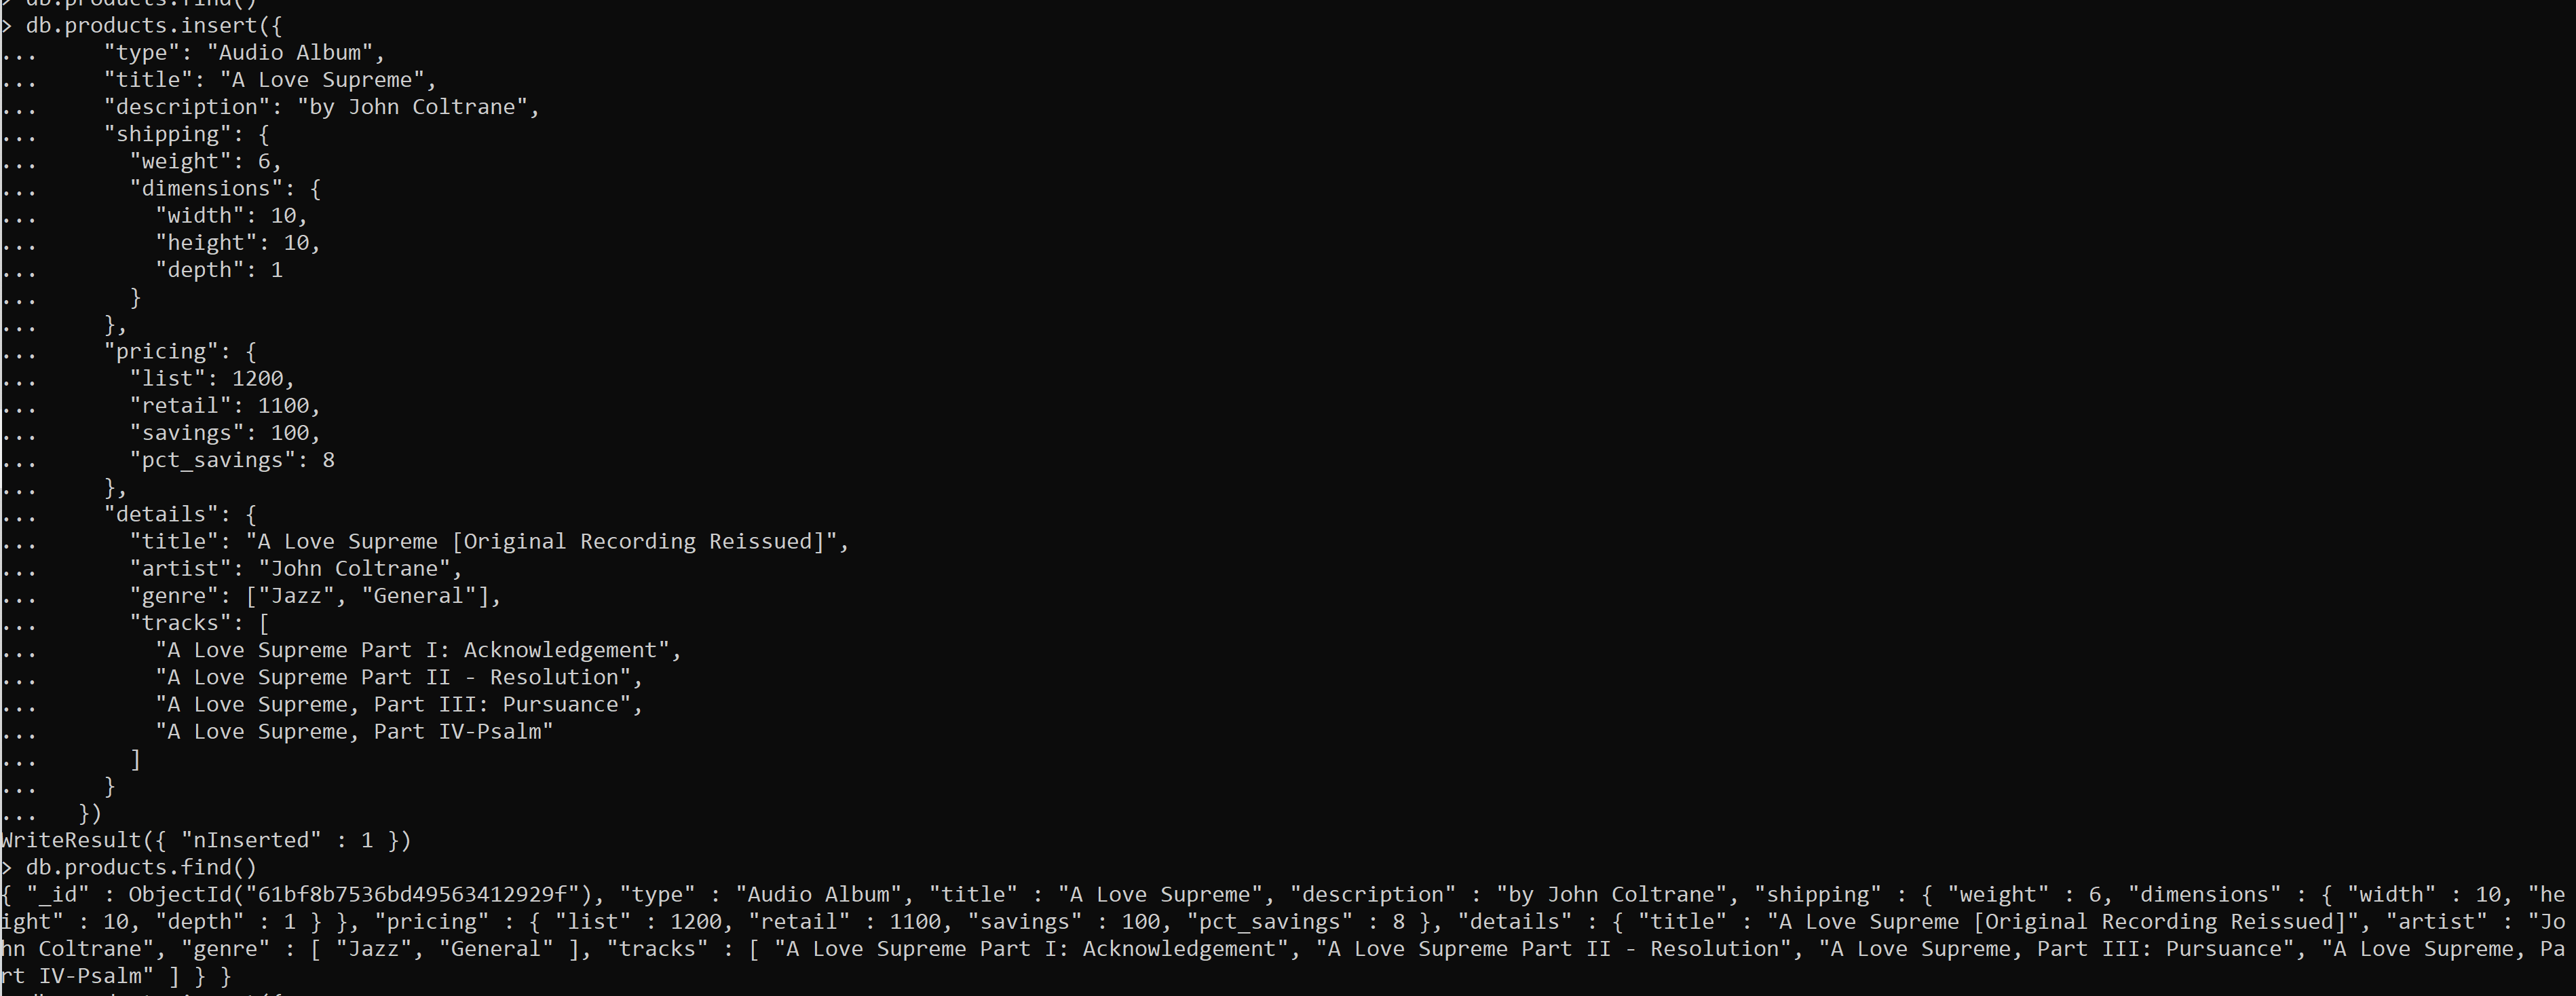 > db.products.find()
> db.products.insert({
...     "type": "Audio Album",
...     "title": "A Love Supreme",
...     "description": "by John Coltrane",
...     "shipping": {
...       "weight": 6,
...       "dimensions": {
...         "width": 10,
...         "height": 10,
...         "depth": 1
...       }
...     },
...     "pricing": {
...       "list": 1200,
...       "retail": 1100,
...       "savings": 100,
...       "pct_savings": 8
...     },
...     "details": {
...       "title": "A Love Supreme [Original Recording Reissued]",
...       "artist": "John Coltrane",
...       "genre": ["Jazz", "General"],
...       "tracks": [
...         "A Love Supreme Part I: Acknowledgement",
...         "A Love Supreme Part II - Resolution",
...         "A Love Supreme, Part III: Pursuance",
...         "A Love Supreme, Part IV-Psalm"
...       ]
...     }
...   })
WriteResult({ "nInserted" : 1 })
> db.products.find()
{ "_id" : ObjectId("61bf8b7536bd49563412929f"), "type" : "Audio Album", "title" : "A Love Supreme", "description" : "by John Coltrane", "shipping" : { "weight" : 6, "dimensions" : { "width" : 10, "he
ight" : 10, "depth" : 1 } }, "pricing" : { "list" : 1200, "retail" : 1100, "savings" : 100, "pct_savings" : 8 }, "details" : { "title" : "A Love Supreme [Original Recording Reissued]", "artist" : "Jo
hn Coltrane", "genre" : [ "Jazz", "General" ], "tracks" : [ "A Love Supreme Part I: Acknowledgement", "A Love Supreme Part II - Resolution", "A Love Supreme, Part III: Pursuance", "A Love Supreme, Pa
rt IV-Psalm" ] } }